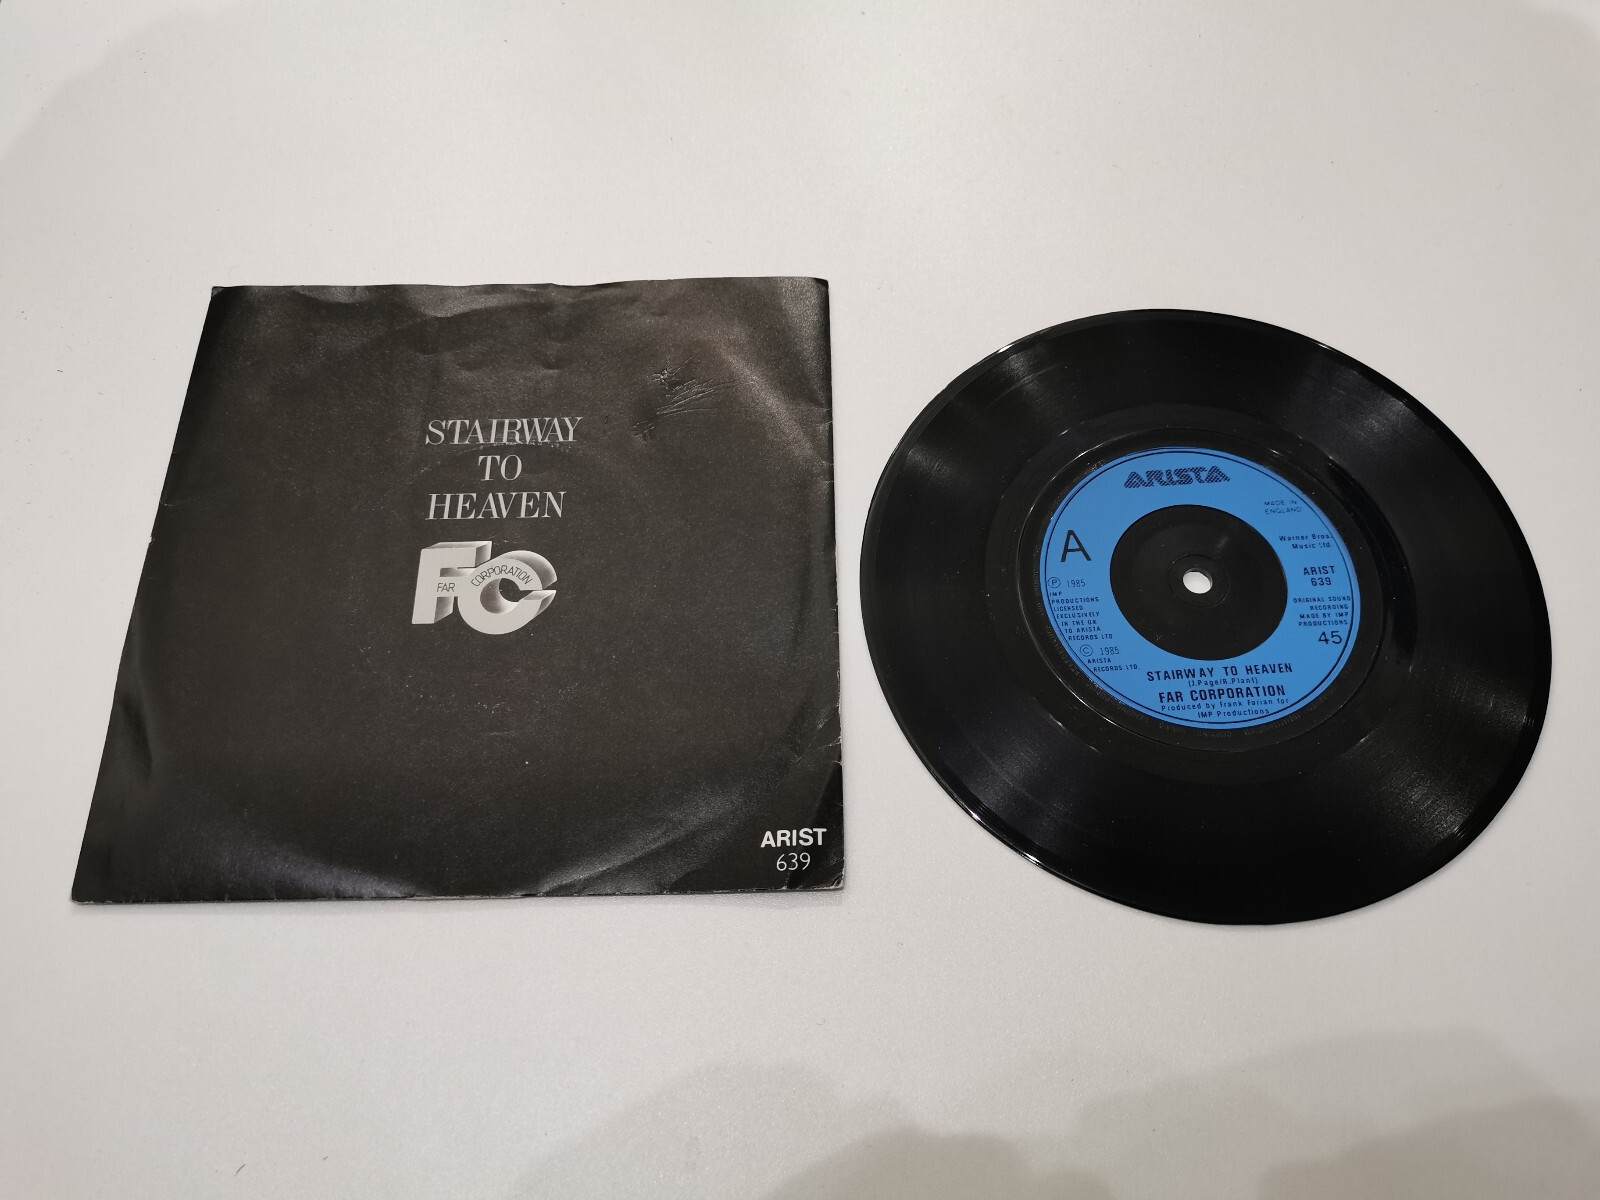 STAIRWAY
TO
HEAVEN
FAR
CORPORATION
FC
ARIST
639
ARISTA
MADE IN
ENGLAND
A
Warner Bros.
Music Ltd.
ARIST
639
Ⓟ 1985
IMP
PRODUCTIONS
LICENSED
EXCLUSIVELY
IN THE UK
TO ARISTA
RECORDS LTD
© 1985
ARISTA
RECORDS LTD.
ORIGINAL SOUND
RECORDING
MADE BY IMP
PRODUCTIONS
45
STAIRWAY TO HEAVEN
(J.Page/R.Plant)
FAR CORPORATION
Produced by Frank Farian for
IMP Productions